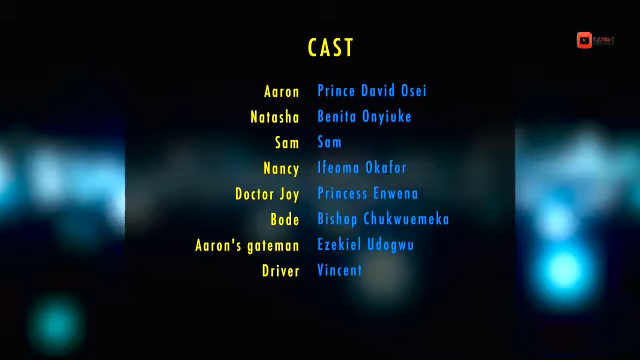 CAST
Aaron Prince David Osei
Natasha Benita Onyiuke
Sam Sam
Nancy Ifeoma Okafor
Doctor Joy Princess Enwena
Bode Bishop Chukwuemeka
Aaron's gateman Ezekiel Udogwu
Driver Vincent